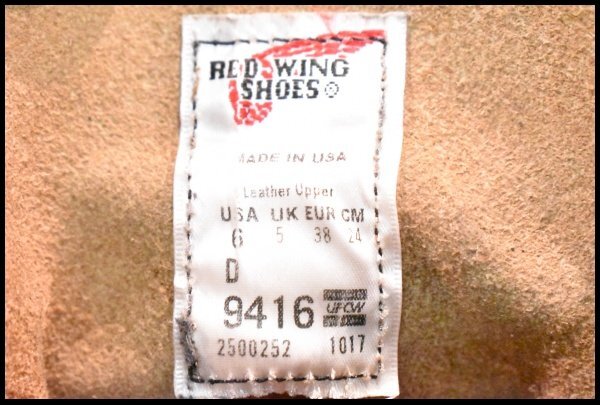 RED WING
SHOES®
MADE IN USA
Leather Upper
USA UK EUR CM
6 5 38 24
D
9416 UFCW
2500252 1017